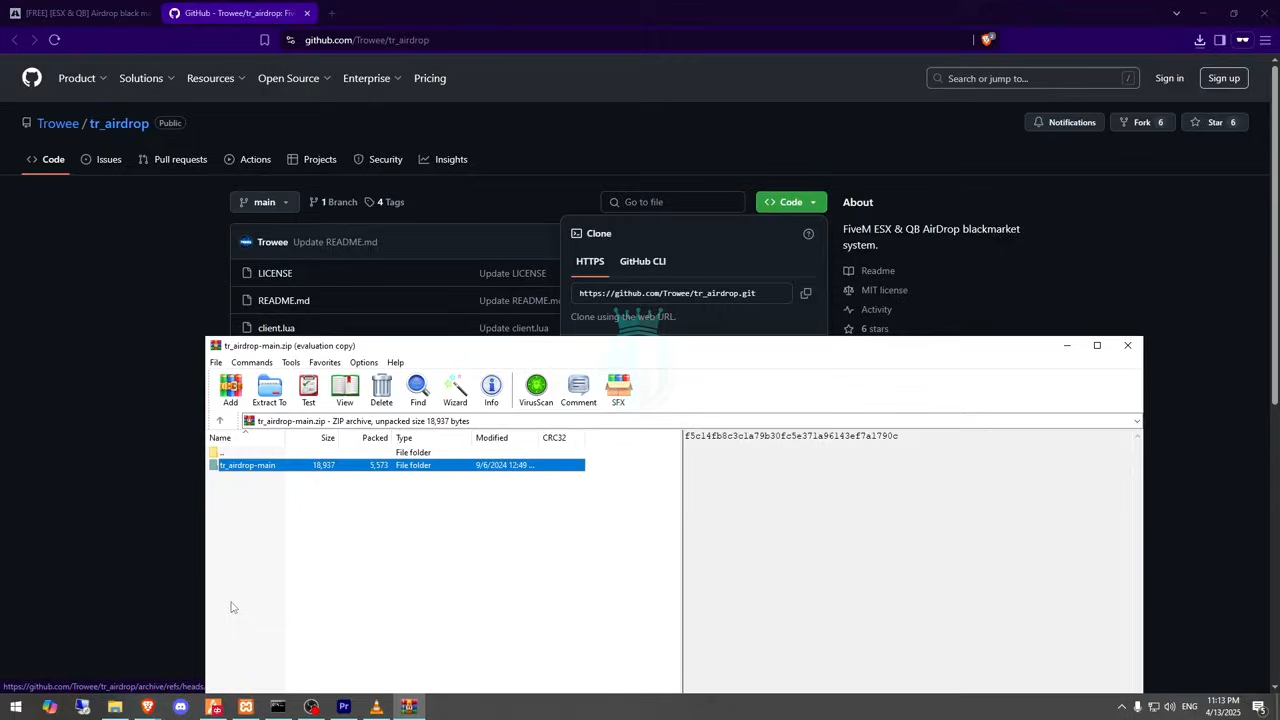 [FREE] [ESX & QB] Airdrop black m
GitHub - Trowee/tr_airdrop: Five
github.com/Trowee/tr_airdrop
Product
Solutions
Resources
Open Source
Enterprise
Pricing
Search or jump to...
/
Sign in
Sign up
Trowee / tr_airdrop
Public
Notifications
Fork 6
Star 6
Code
Issues
Pull requests
Actions
Projects
Security
Insights
main
1 Branch
4 Tags
Go to file
Code
About
FiveM ESX & QB AirDrop blackmarket
system.
Readme
MIT license
Activity
6 stars
Trowee Update README.md
LICENSE
Update LICENSE
README.md
Update README.m
client.lua
Update client.lua
Clone
HTTPS
GitHub CLI
https://github.com/Trowee/tr_airdrop.git
Clone using the web URL.
tr_airdrop-main.zip (evaluation copy)
File Commands Tools Favorites Options Help
Add
Extract To
Test
View
Delete
Find
Wizard
Info
VirusScan
Comment
SFX
tr_airdrop-main.zip - ZIP archive, unpacked size 18,937 bytes
Name Size Packed Type Modified CRC32
.. File folder
tr_airdrop-main 18,937 5,573 File folder 9/6/2024 12:49 ...
f5c14fb8c3c1a79b30fc5e371a96143ef7a1790c
https://github.com/Trowee/tr_airdrop/archive/refs/heads
Pr
ENG
11:13 PM
4/13/2025